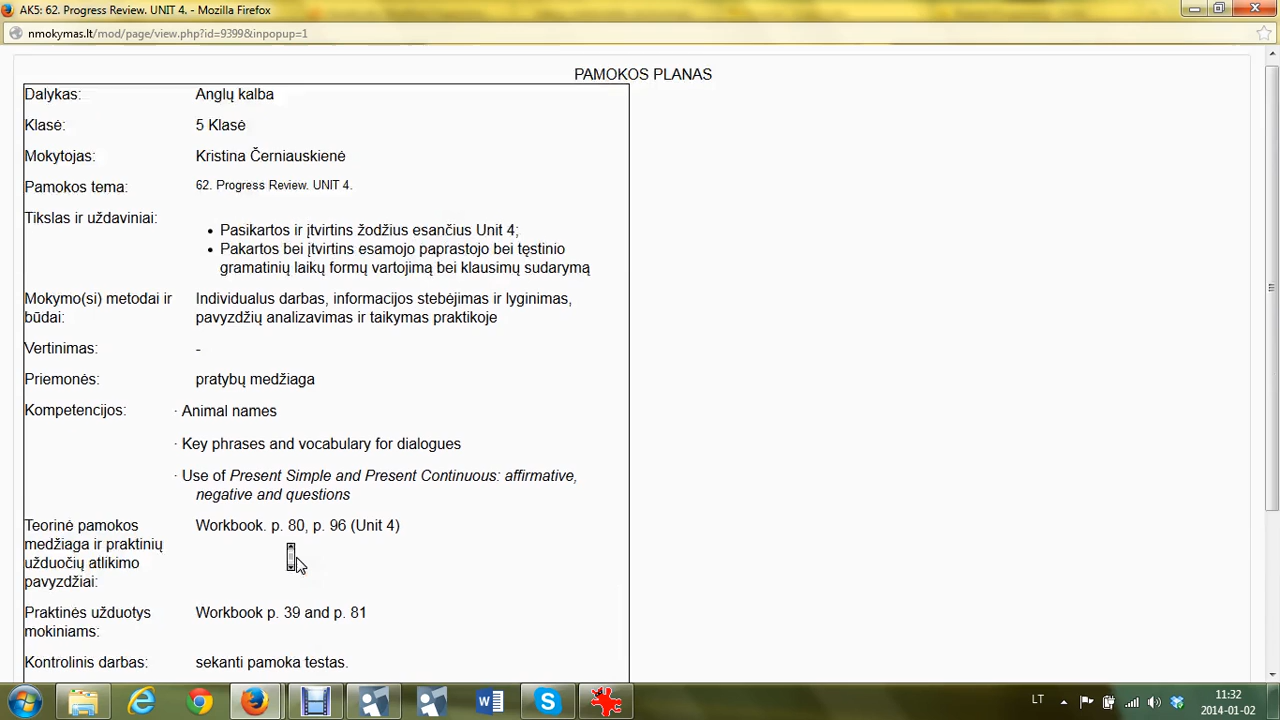 AK5: 62. Progress Review. UNIT 4. - Mozilla Firefox
nmokymas.lt/mod/page/view.php?id=9399&inpopup=1
PAMOKOS PLANAS
Dalykas: Anglų kalba
Klasė: 5 Klasė
Mokytojas: Kristina Černiauskienė
Pamokos tema: 62. Progress Review. UNIT 4.
Tikslas ir uždaviniai:
• Pasikartos ir įtvirtins žodžius esančius Unit 4;
• Pakartos bei įtvirtins esamojo paprastojo bei tęstinio
gramatinių laikų formų vartojimą bei klausimų sudarymą
Mokymo(si) metodai ir Individualus darbas, informacijos stebėjimas ir lyginimas,
būdai: pavyzdžių analizavimas ir taikymas praktikoje
Vertinimas: -
Priemonės: pratybų medžiaga
Kompetencijos: · Animal names
· Key phrases and vocabulary for dialogues
· Use of Present Simple and Present Continuous: affirmative,
negative and questions
Teorinė pamokos Workbook. p. 80, p. 96 (Unit 4)
medžiaga ir praktinių
užduočių atlikimo
pavyzdžiai:
Praktinės užduotys Workbook p. 39 and p. 81
mokiniams:
Kontrolinis darbas: sekanti pamoka testas.
LT
11:32
2014-01-02